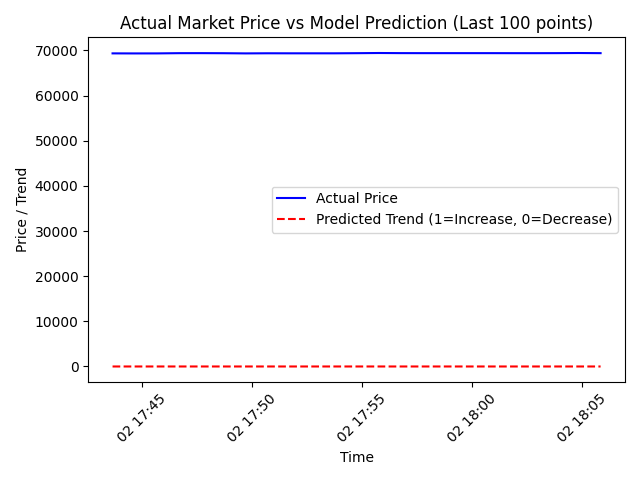 Actual Market Price vs Model Prediction (Last 100 points)
70000
60000
50000
40000
30000
20000
10000
0
Price / Trend
Actual Price
Predicted Trend (1=Increase, 0=Decrease)
02 17:45
02 17:50
02 17:55
02 18:00
02 18:05
Time